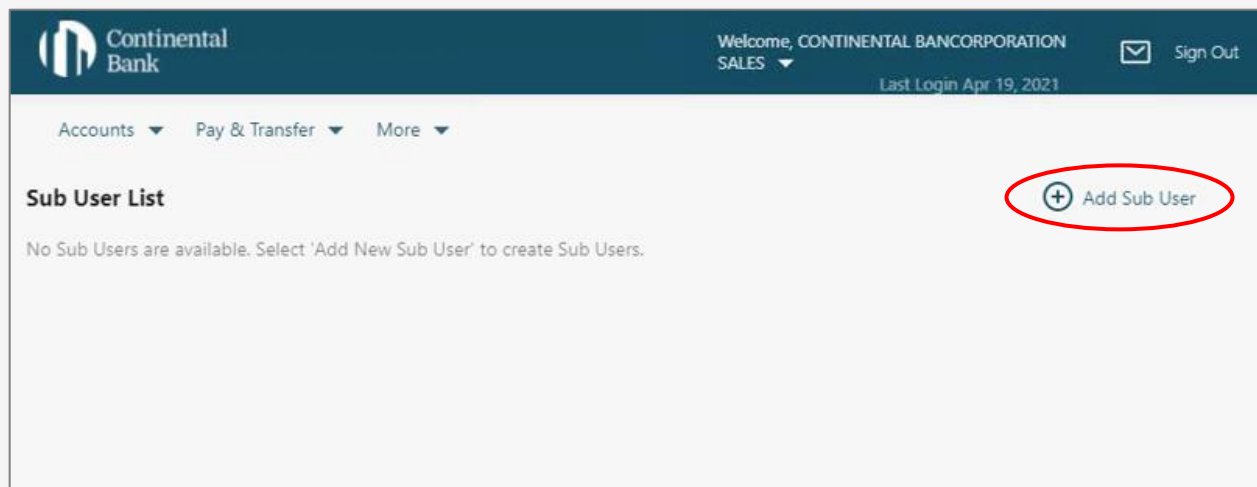 Continental
Bank
Welcome, CONTINENTAL BANCORPORATION
SALES
Sign Out
Last Login Apr 19, 2021
Accounts
Pay & Transfer
More
Sub User List
Add Sub User
No Sub Users are available. Select 'Add New Sub User' to create Sub Users.